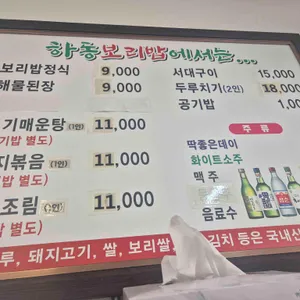 하동보리밥에서는...
보리밥정식 9,000
해물된장 9,000
기매운탕(1인) 11,000
기밥 별도)
지볶음(1인) 11,000
밥 별도)
조림(1인) 11,000
밥 별도)
서대구이 15,000
두루치기(2인) 18,000
공기밥 1,00
주류
딱좋은데이
화이트소주
맥주
음료수
루, 돼지고기, 쌀, 보리쌀
김치 등은 국내산